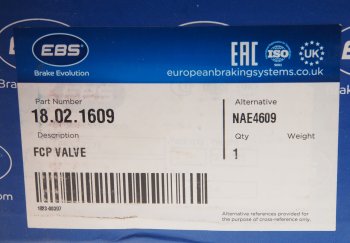 EBS
Brake Evolution
EAC ISO 9001 UK
europeanbrakingsystems.co.uk
Part Number
18.02.1609
Alternative
NAE4609
Description
FCP VALVE
Qty Weight
1
Alternative references provided for
the purpose of cross-reference only.